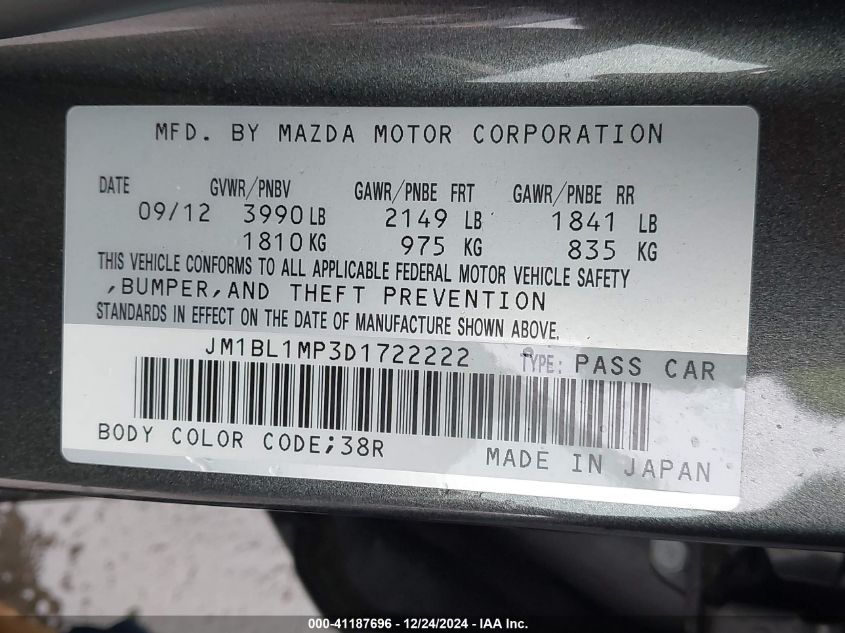 MFD. BY MAZDA MOTOR CORPORATION
DATE GVWR/PNBV GAWR/PNBE FRT GAWR/PNBE RR
09/12 3990 LB 2149 LB 1841 LB
1810 KG 975 KG 835 KG
THIS VEHICLE CONFORMS TO ALL APPLICABLE FEDERAL MOTOR VEHICLE SAFETY
,BUMPER,AND THEFT PREVENTION
STANDARDS IN EFFECT ON THE DATE OF MANUFACTURE SHOWN ABOVE.
JM1BL1MP3D1722222 TYPE: PASS CAR
BODY COLOR CODE;38R
MADE IN JAPAN
000-41187696 - 12/24/2024 - IAA Inc.